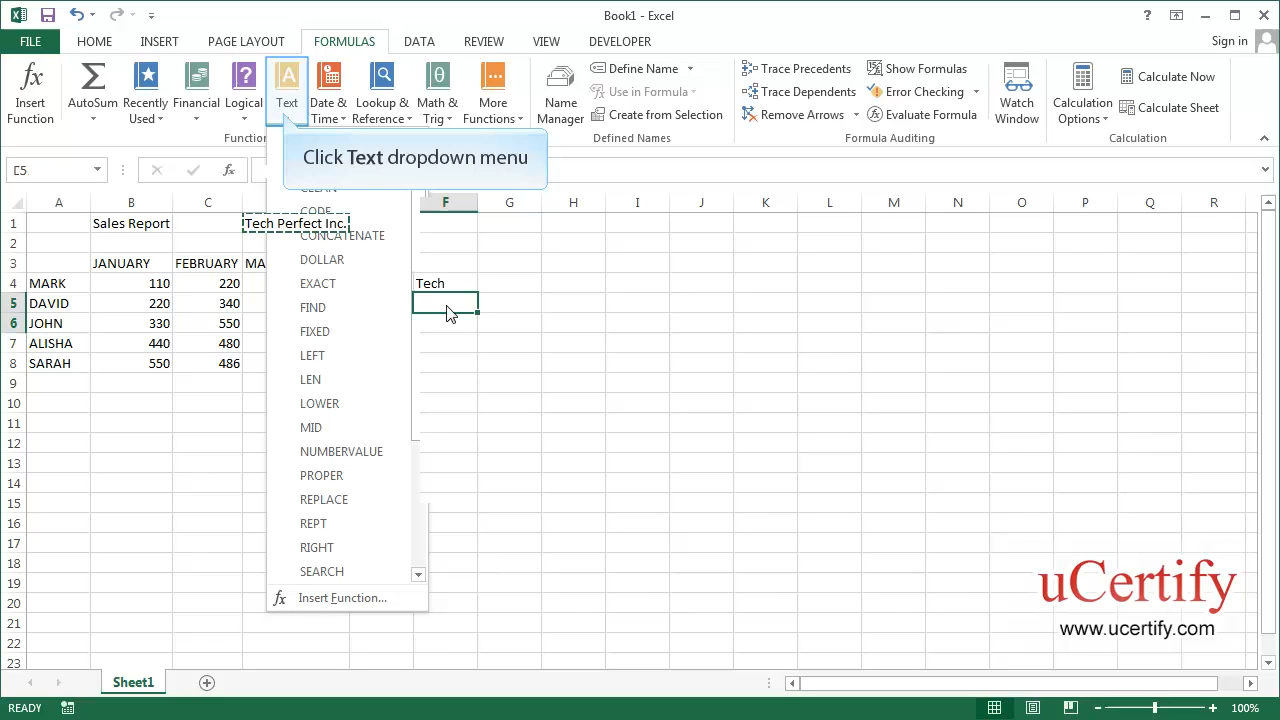 Book1 - Excel
?
FILE HOME INSERT PAGE LAYOUT FORMULAS DATA REVIEW VIEW DEVELOPER Sign in
fx Insert Function
Σ AutoSum
Recently Used
Financial
? Logical
A Text
Date & Time
Lookup & Reference
θ Math & Trig
More Functions
Name Manager
Define Name
Use in Formula
Create from Selection
Trace Precedents
Trace Dependents
Remove Arrows
Show Formulas
Error Checking
Evaluate Formula
Watch Window
Calculation Options
Calculate Now
Calculate Sheet
Defined Names Formula Auditing Calculation
Click Text dropdown menu
fx
A B C F G H I J K L M N O P Q R
1 Sales Report Tech Perfect Inc.
2
3 JANUARY FEBRUARY MA
4 MARK 110 220 Tech
5 DAVID 220 340
6 JOHN 330 550
7 ALISHA 440 480
8 SARAH 550 486
9
10
11
12
13
14
15
16
17
18
19
20
21
22
23
CLEAN
CODE
CONCATENATE
DOLLAR
EXACT
FIND
FIXED
LEFT
LEN
LOWER
MID
NUMBERVALUE
PROPER
REPLACE
REPT
RIGHT
SEARCH
fx Insert Function...
uCertify
www.ucertify.com
Sheet1
READY 100%